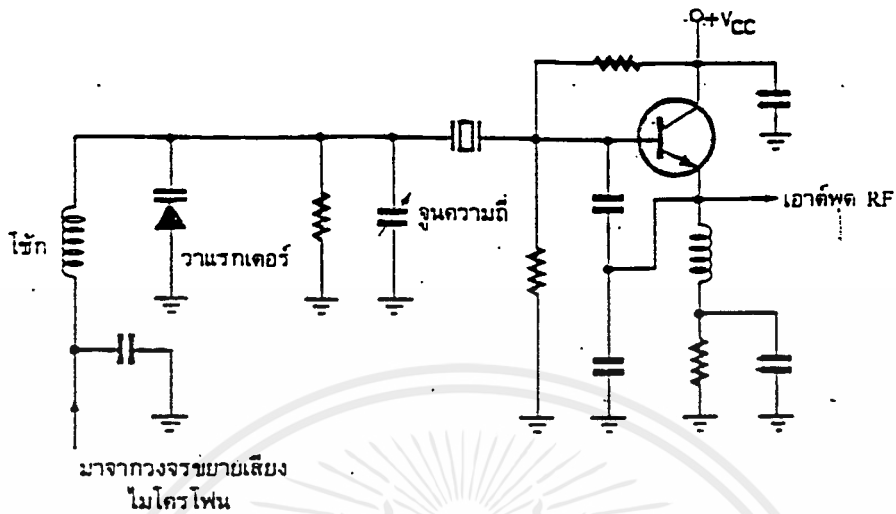 +VCC
เอาต์พุต RF
จูนความถี่
โช้ก
วาแรกเตอร์
มาจากวงจรขยายเสียง
ไมโครโฟน